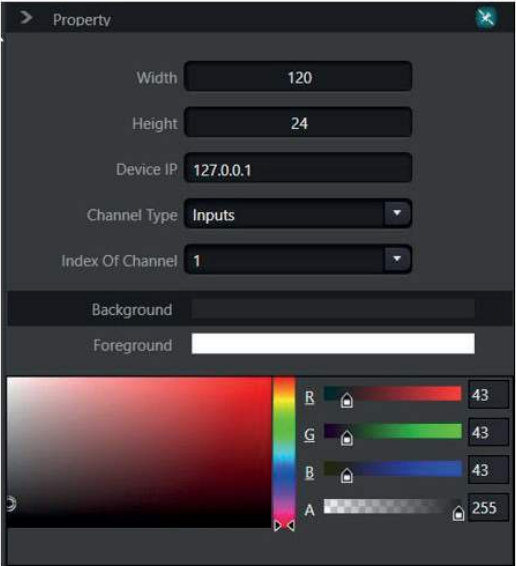 Property
Width 120
Height 24
Device IP 127.0.0.1
Channel Type Inputs
Index Of Channel 1
Background
Foreground
R 43
G 43
B 43
A 255